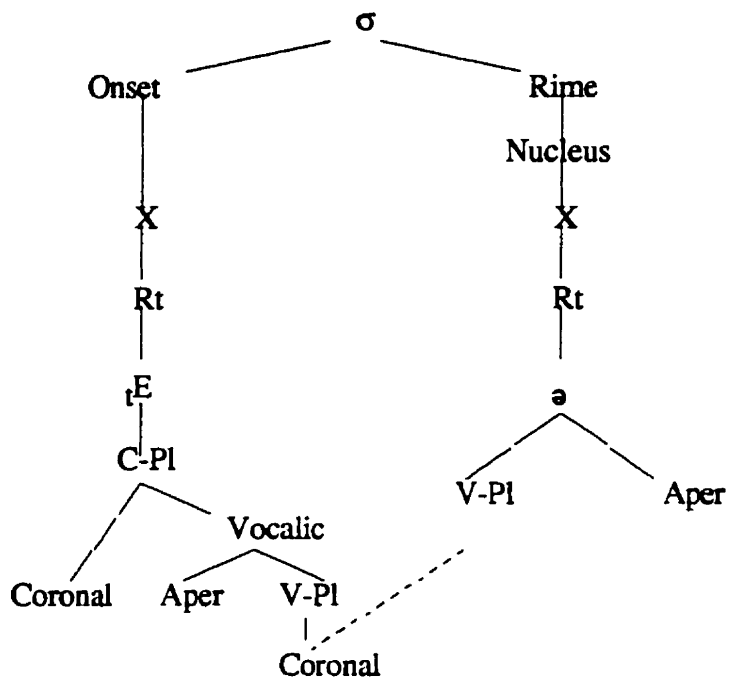 σ
Onset Rime
Nucleus
X X
Rt Rt
ₜE ə
C-Pl
V-Pl Aper
Vocalic
Coronal Aper V-Pl
Coronal